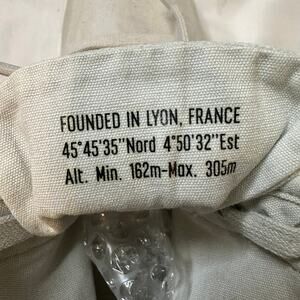 FOUNDED IN LYON, FRANCE
45°45'35"Nord 4°50'32"Est
Alt. Min. 162m-Max. 305m